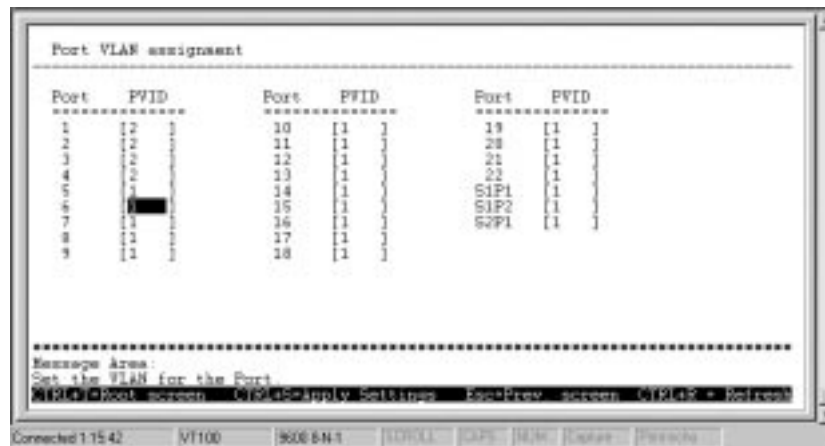 Port VLAN assignment
Port PVID Port PVID Port PVID
1 [2 ] 10 [1 ] 19 [1 ]
2 [2 ] 11 [1 ] 20 [1 ]
3 [2 ] 12 [1 ] 21 [1 ]
4 [2 ] 13 [1 ] 22 [1 ]
5 [1 ] 14 [1 ] S1P1 [1 ]
6 [ ] 15 [1 ] S1P2 [1 ]
7 [1 ] 16 [1 ] S2P1 [1 ]
8 [1 ] 17 [1 ]
9 [1 ] 18 [1 ]
Message Area:
Set the VLAN for the Port
CTRL+T=Root screen CTRL+S=Apply Settings Esc=Prev screen CTRL+R = Refresh
Connected 1:15:42 VT100 9600 8-N-1 SCROLL CAPS NUM Capture